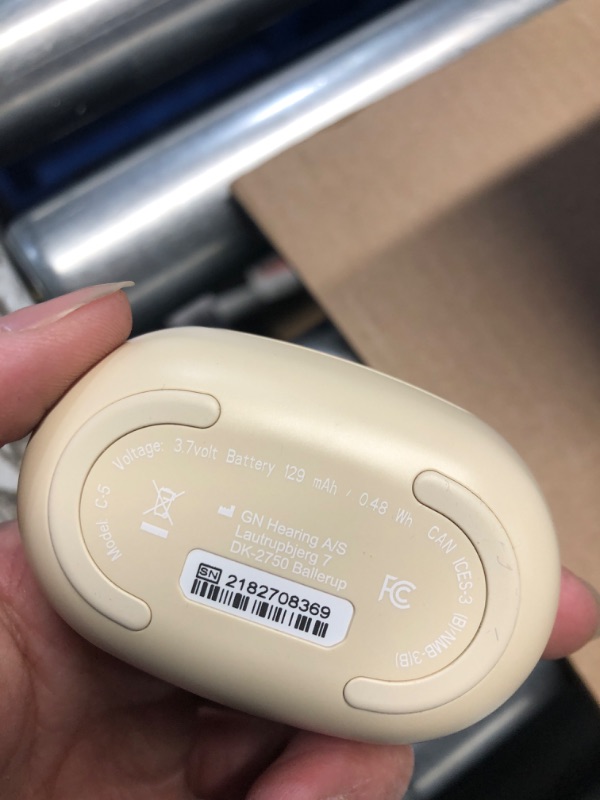 Model C-5 Voltage: 3.7volt Battery 129 mAh / 0.48 Wh CAN ICES-3 (B)/NMB-3(B)
GN Hearing A/S
Lautrupbjerg 7
DK-2750 Ballerup
FC
SN 2182708369